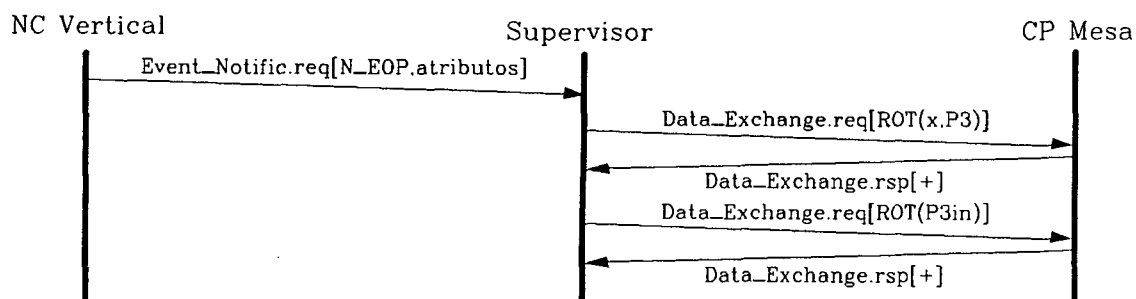 NC Vertical
Supervisor
CP Mesa
Event_Notific.req[N_EOP,atributos]
Data_Exchange.req[ROT(x,P3)]
Data_Exchange.rsp[+]
Data_Exchange.req[ROT(P3in)]
Data_Exchange.rsp[+]